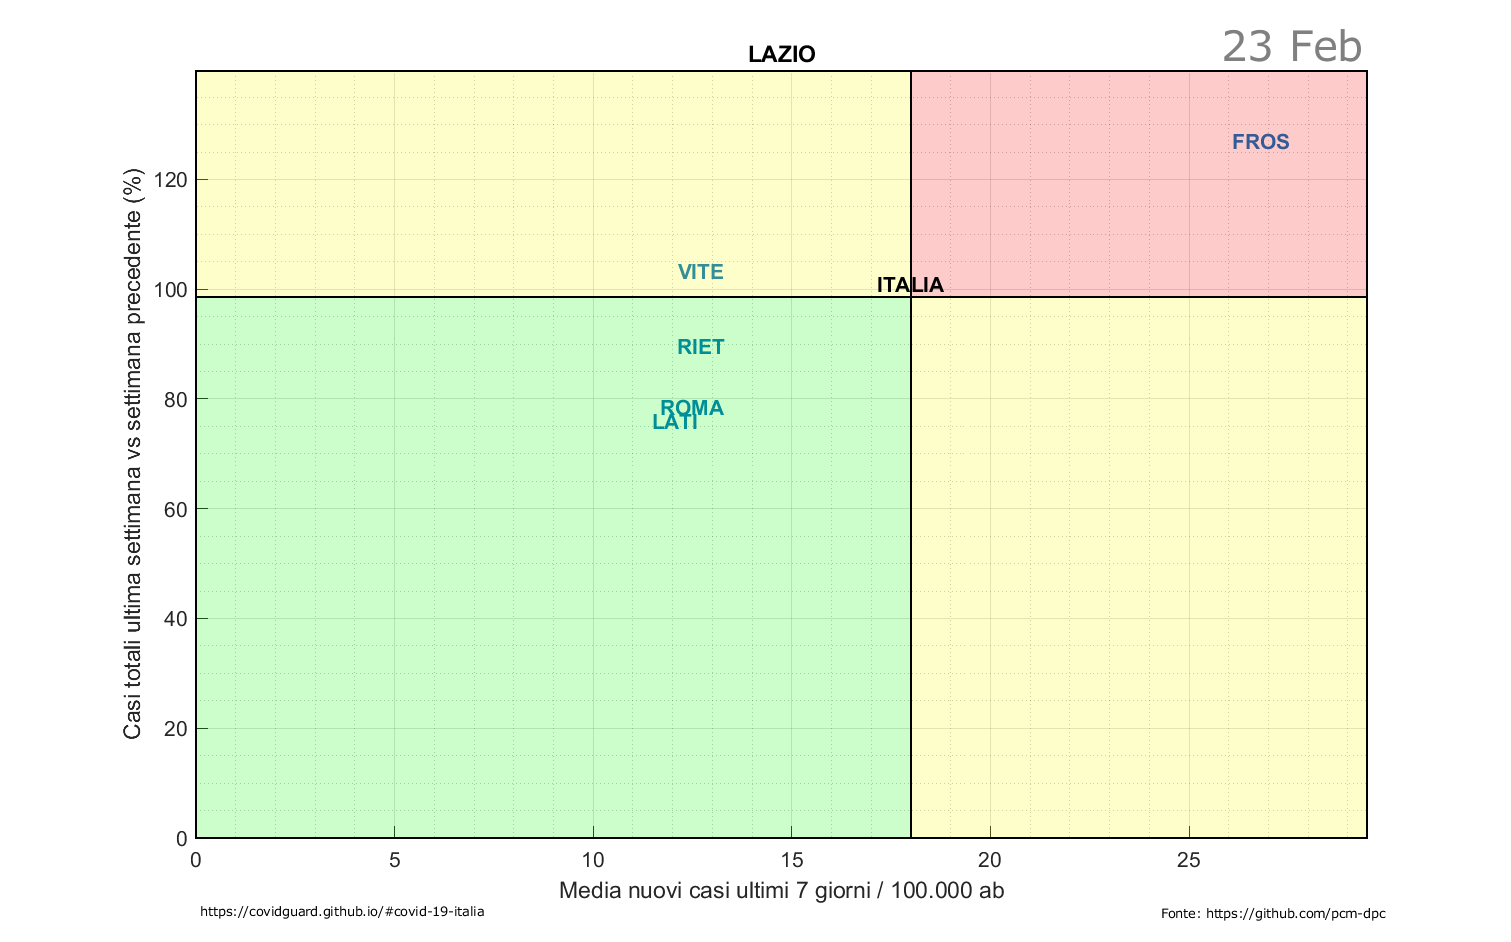 LAZIO
23 Feb
Casi totali ultima settimana vs settimana precedente (%)
120
100
80
60
40
20
0
FROS
VITE
ITALIA
RIET
ROMA
LATI
0 5 10 15 20 25
Media nuovi casi ultimi 7 giorni / 100.000 ab
https://covidguard.github.io/#covid-19-italia
Fonte: https://github.com/pcm-dpc